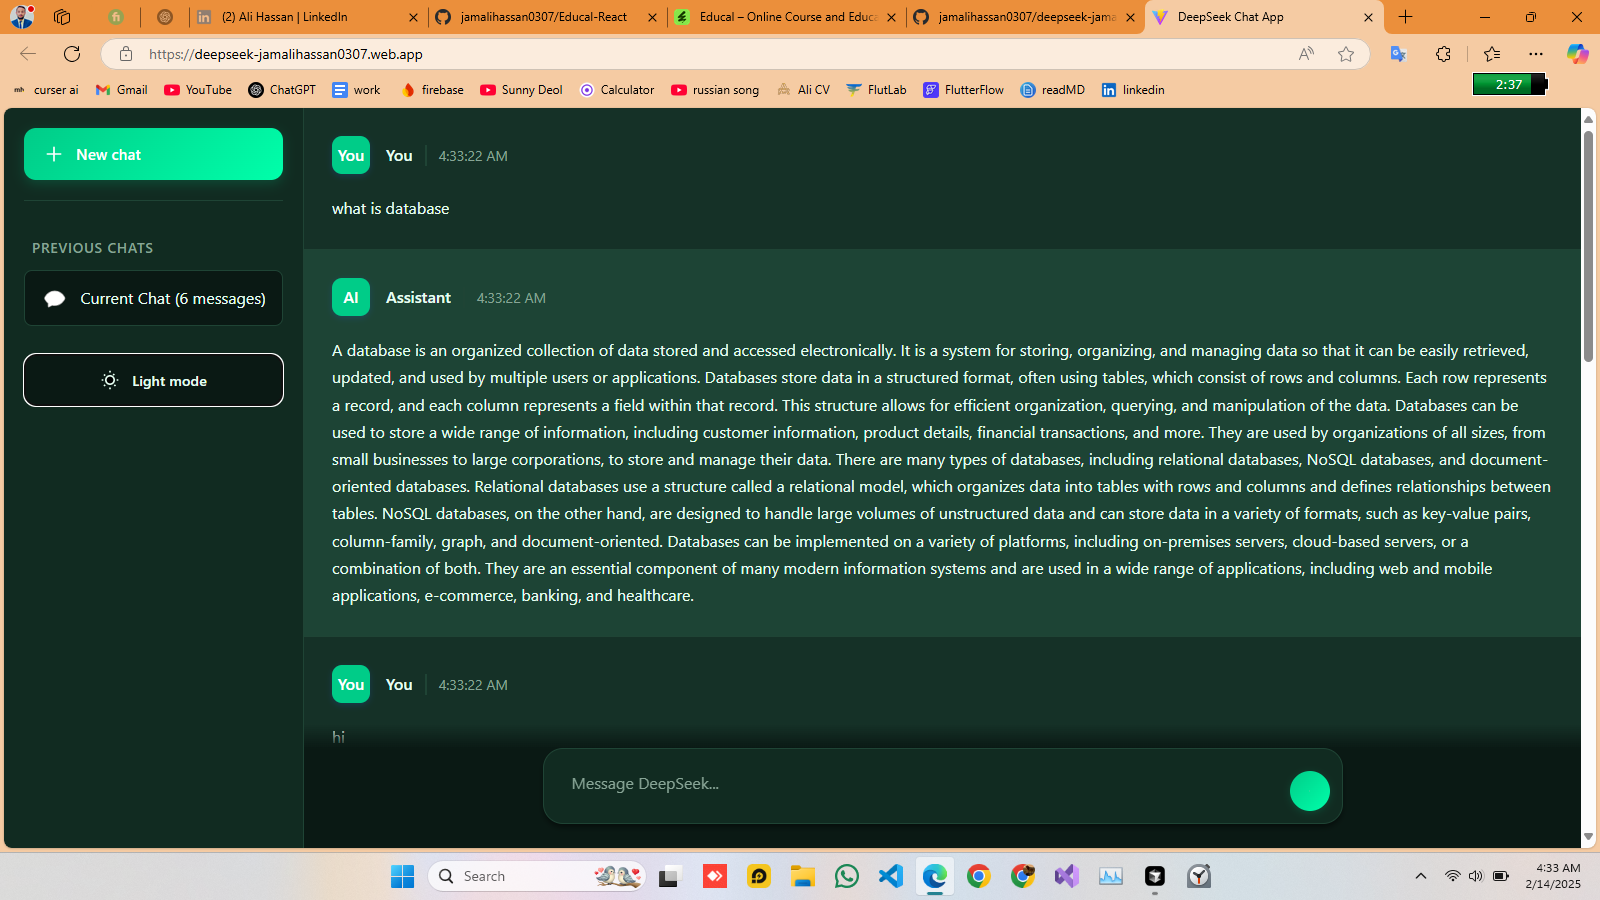 (2) Ali Hassan | LinkedIn
jamalihassan0307/Educal-React
Educal – Online Course and Educa
jamalihassan0307/deepseek-jama
DeepSeek Chat App
https://deepseek-jamalihassan0307.web.app
curser ai
Gmail
YouTube
ChatGPT
work
firebase
Sunny Deol
Calculator
russian song
Ali CV
FlutLab
FlutterFlow
readMD
linkedin
2:37
New chat
PREVIOUS CHATS
Current Chat (6 messages)
Light mode
You You 4:33:22 AM
what is database
AI Assistant 4:33:22 AM
A database is an organized collection of data stored and accessed electronically. It is a system for storing, organizing, and managing data so that it can be easily retrieved,
updated, and used by multiple users or applications. Databases store data in a structured format, often using tables, which consist of rows and columns. Each row represents
a record, and each column represents a field within that record. This structure allows for efficient organization, querying, and manipulation of the data. Databases can be
used to store a wide range of information, including customer information, product details, financial transactions, and more. They are used by organizations of all sizes, from
small businesses to large corporations, to store and manage their data. There are many types of databases, including relational databases, NoSQL databases, and document-
oriented databases. Relational databases use a structure called a relational model, which organizes data into tables with rows and columns and defines relationships between
tables. NoSQL databases, on the other hand, are designed to handle large volumes of unstructured data and can store data in a variety of formats, such as key-value pairs,
column-family, graph, and document-oriented. Databases can be implemented on a variety of platforms, including on-premises servers, cloud-based servers, or a
combination of both. They are an essential component of many modern information systems and are used in a wide range of applications, including web and mobile
applications, e-commerce, banking, and healthcare.
You You 4:33:22 AM
hi
Message DeepSeek...
Search
4:33 AM
2/14/2025